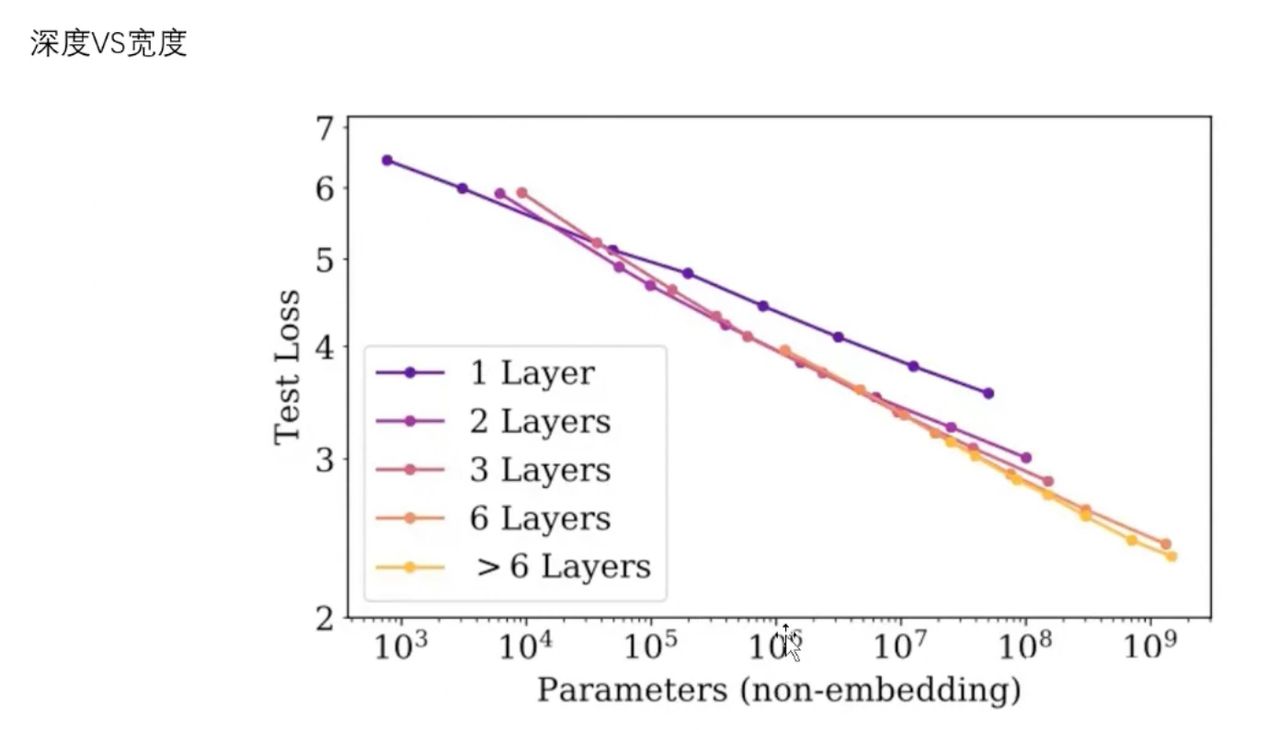 深度VS宽度
7
6
5
4
3
2
Test Loss
1 Layer
2 Layers
3 Layers
6 Layers
> 6 Layers
10³ 10⁴ 10⁵ 10⁶ 10⁷ 10⁸ 10⁹
Parameters (non-embedding)